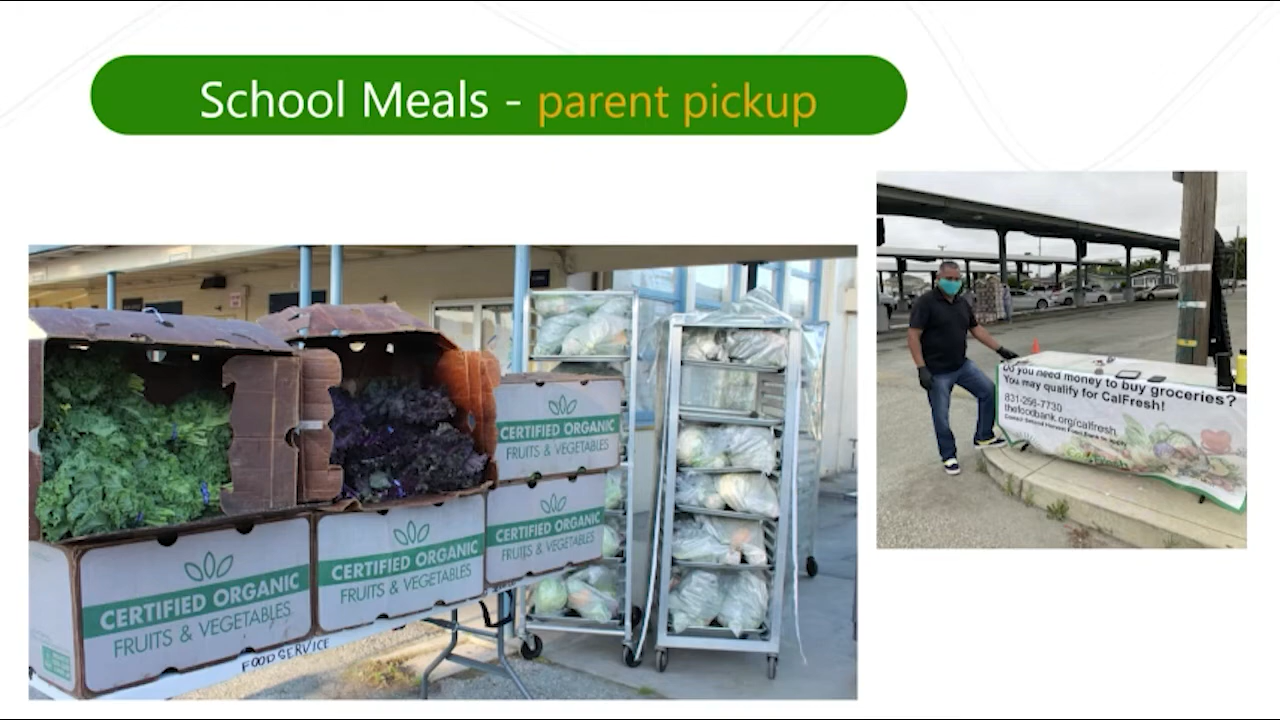 School Meals - parent pickup
CERTIFIED ORGANIC
FRUITS & VEGETABLES
CERTIFIED ORGANIC
FRUITS & VEGETABLES
CERTIFIED ORGANIC
FRUITS & VEGETABLES
CERTIFIED ORGANIC
FRUITS & VEGETABLES
FOOD SERVICE
Do you need money to buy groceries?
You may qualify for CalFresh!
831-256-7730
thefoodbank.org/calfresh